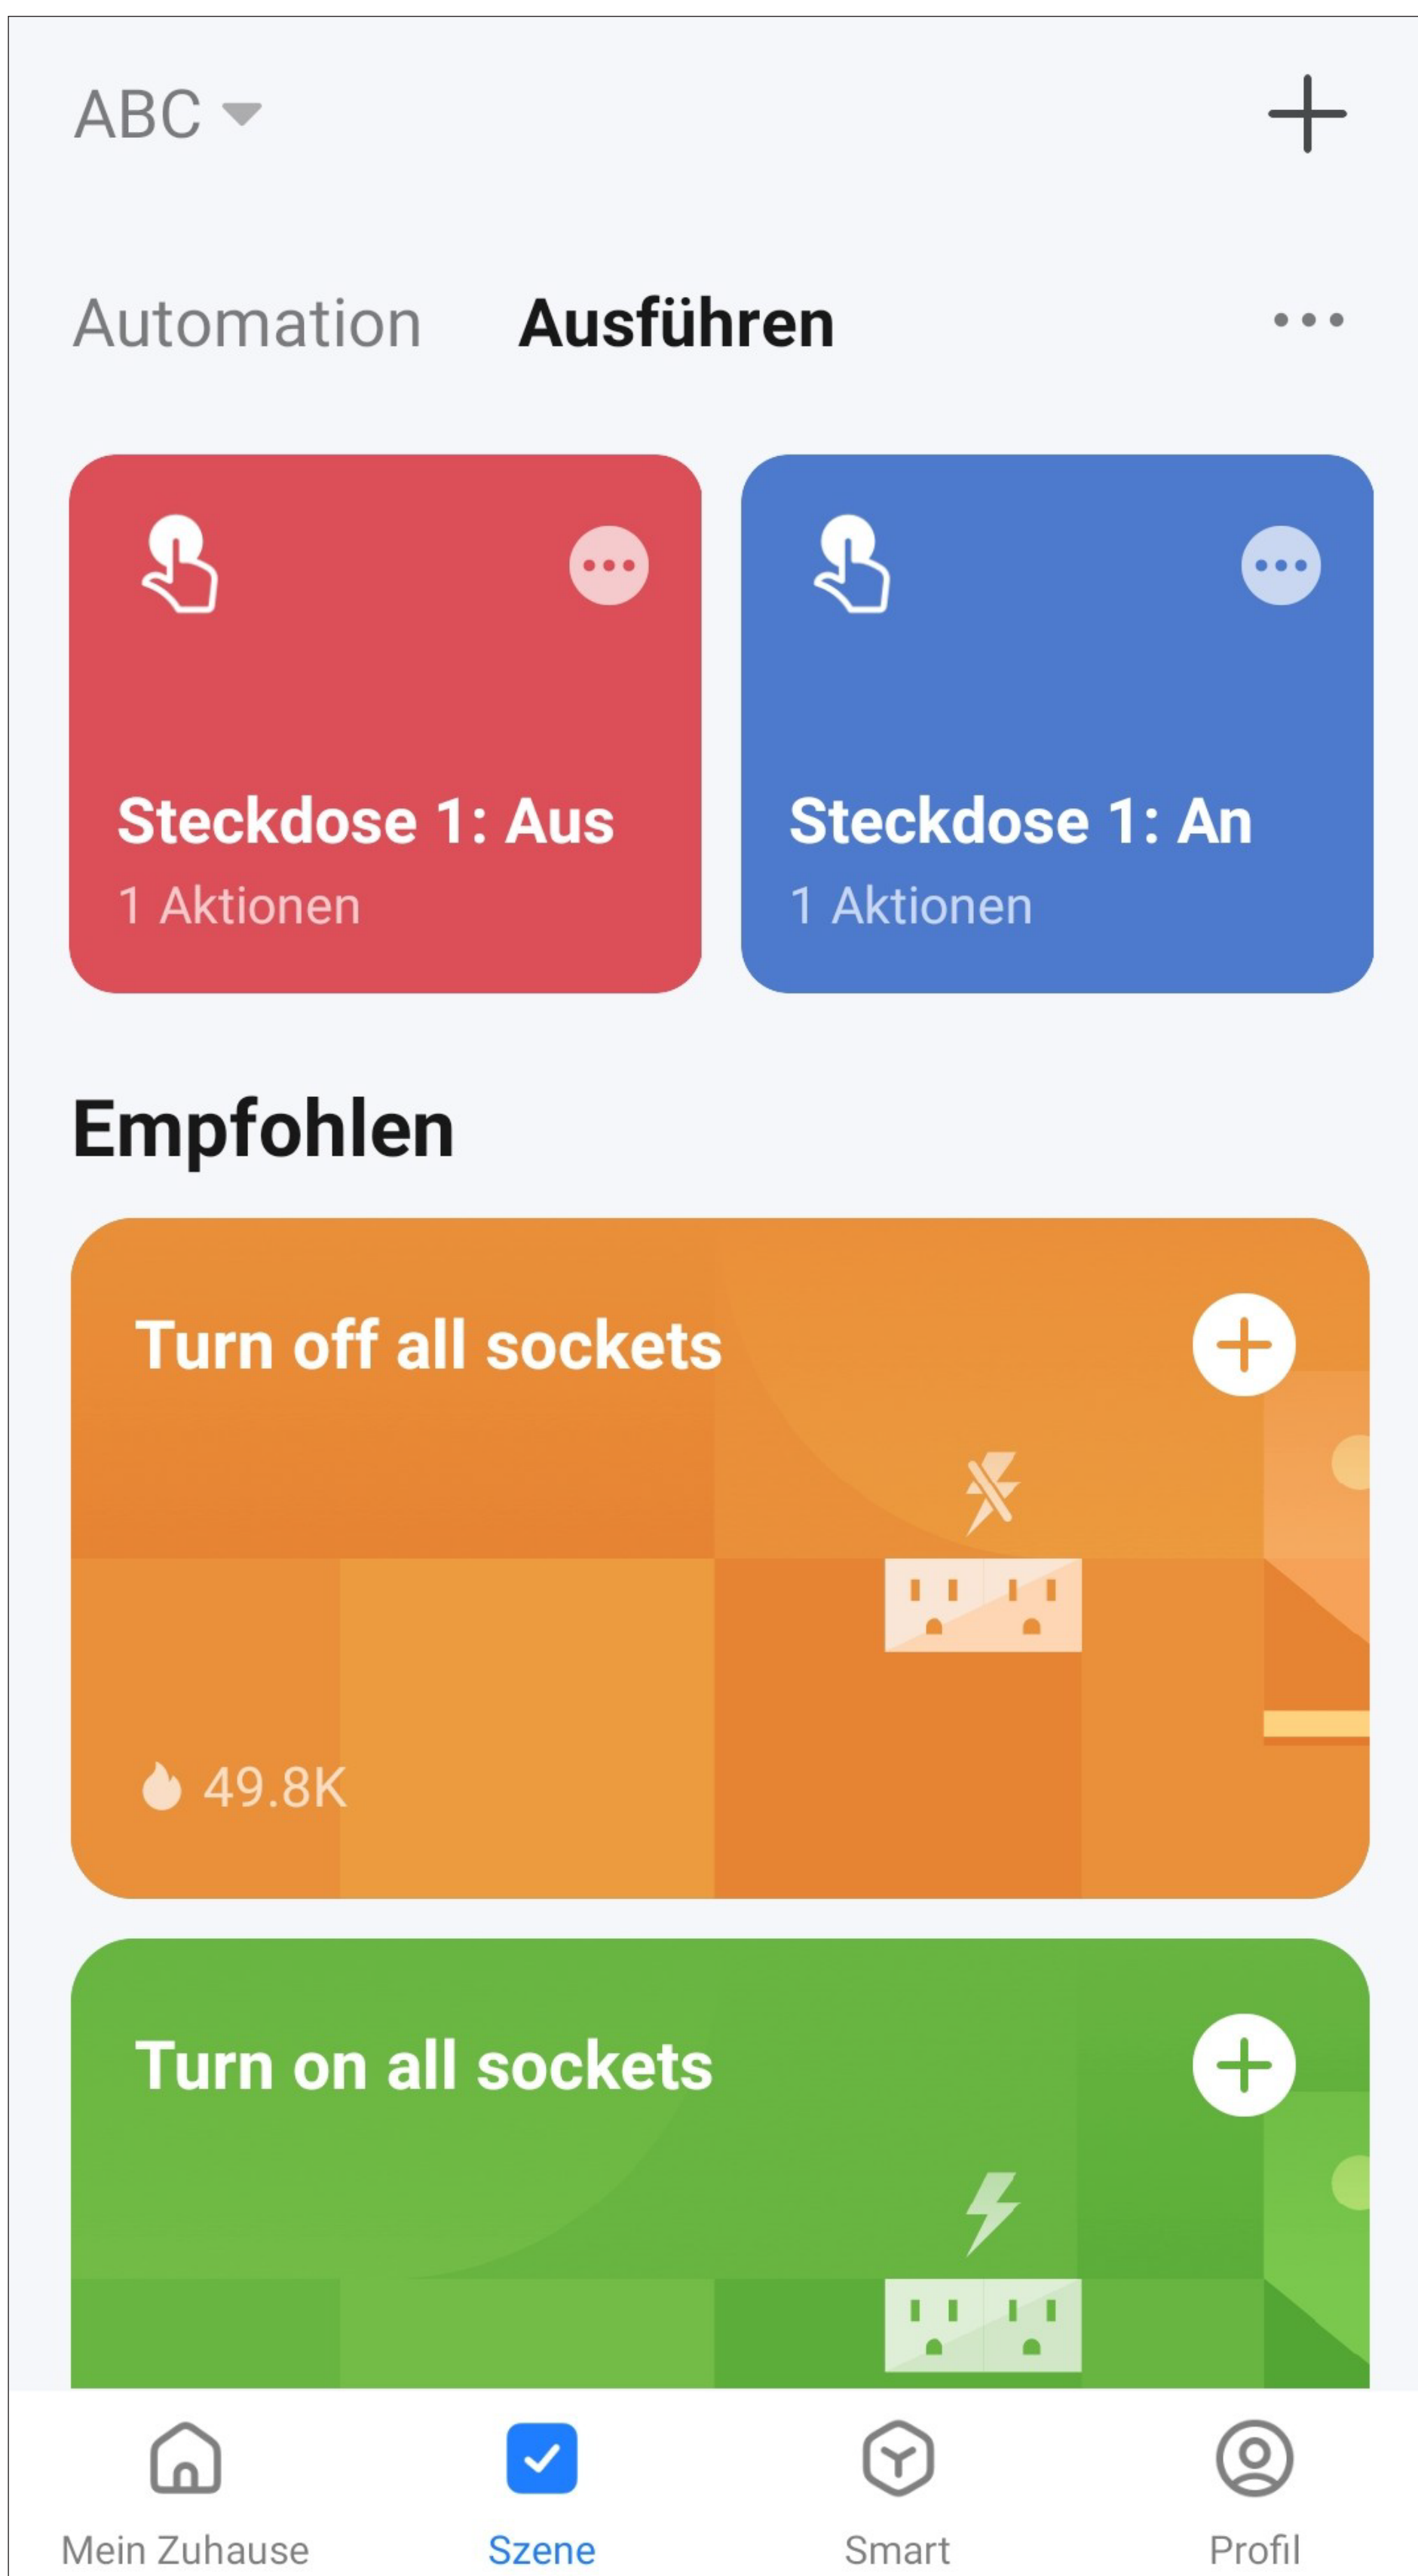 ABC
Automation Ausführen
Steckdose 1: Aus
1 Aktionen
Steckdose 1: An
1 Aktionen
Empfohlen
Turn off all sockets
49.8K
Turn on all sockets
Mein Zuhause Szene Smart Profil